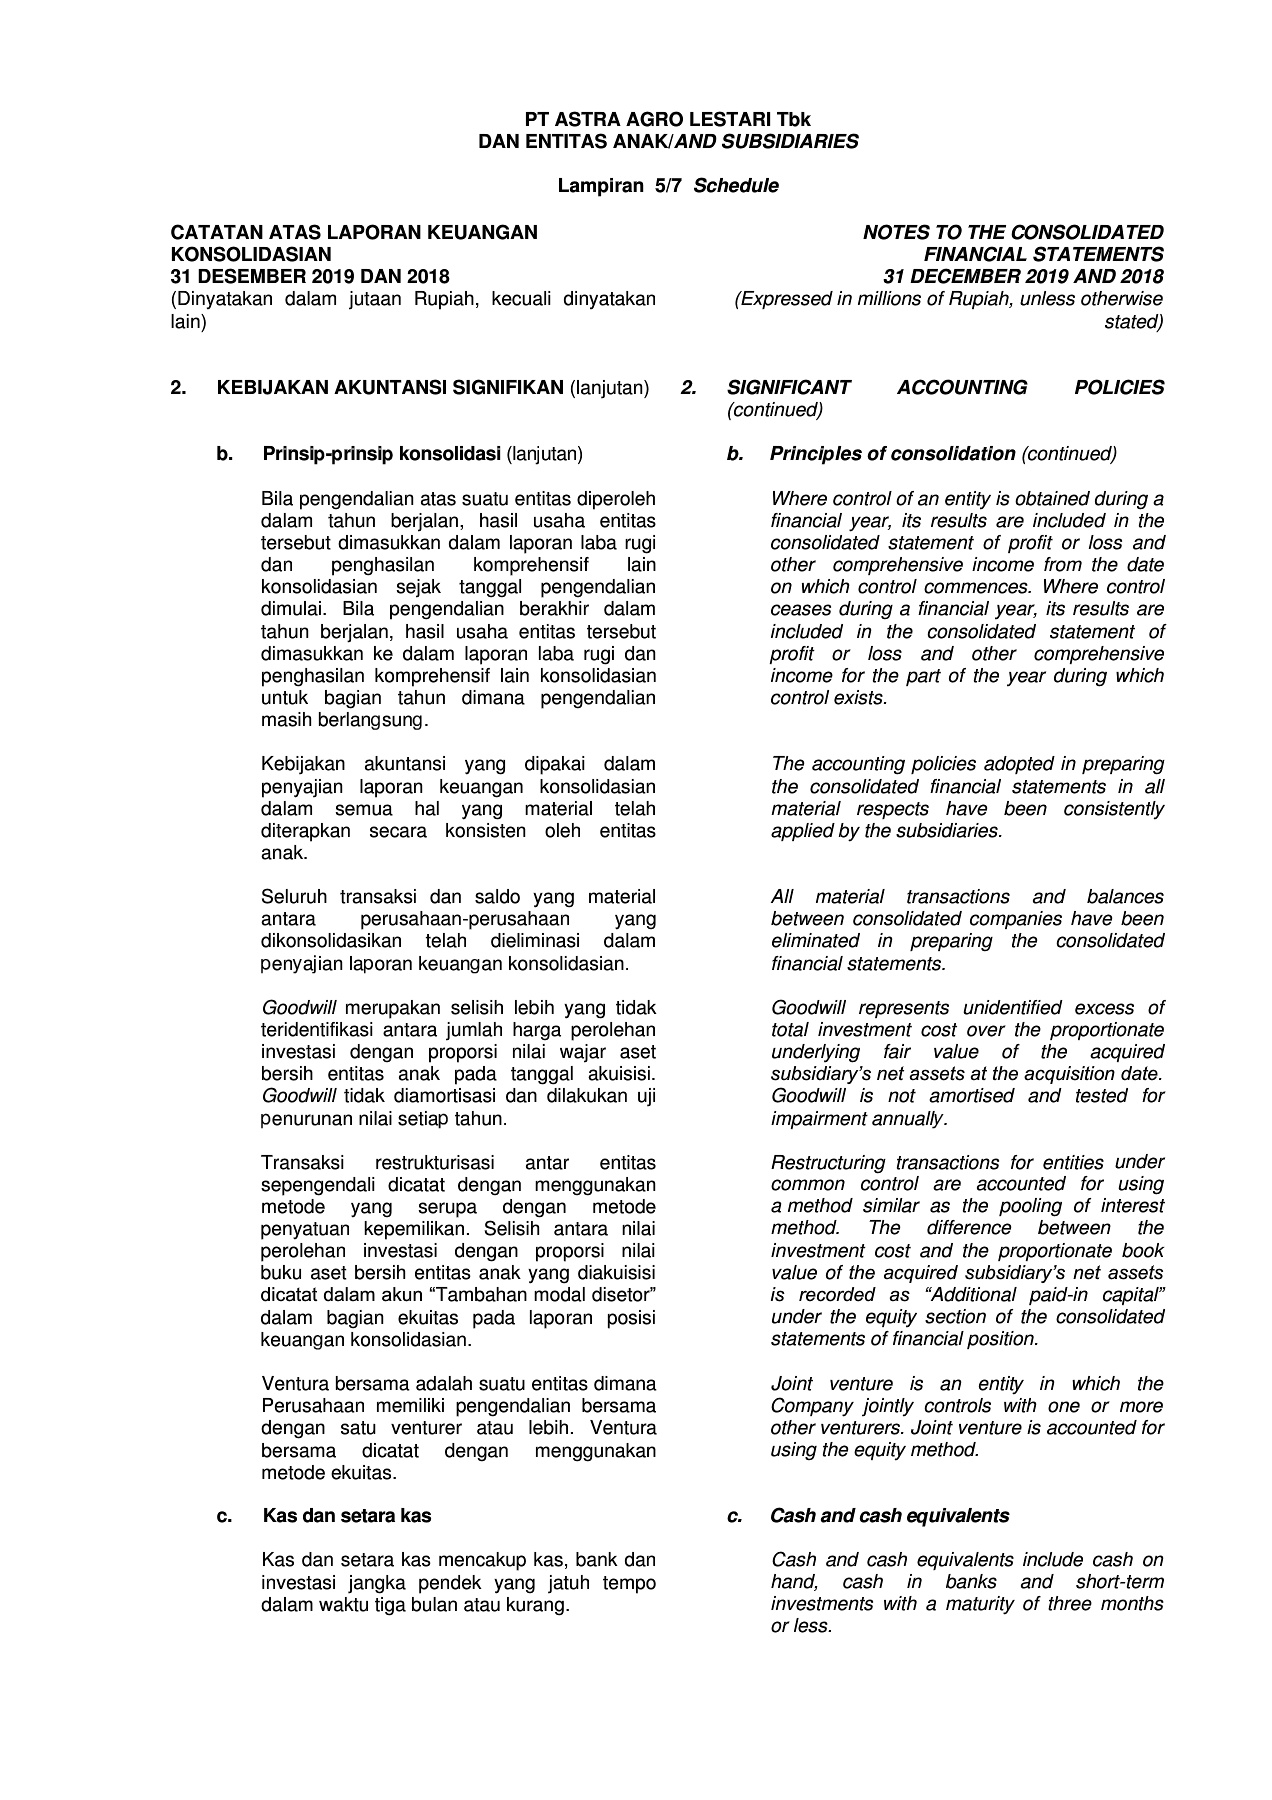 PT ASTRA AGRO LESTARI Tbk
DAN ENTITAS ANAK/AND SUBSIDIARIES
Lampiran 5/7 Schedule
CATATAN ATAS LAPORAN KEUANGAN
KONSOLIDASIAN
31 DESEMBER 2019 DAN 2018
(Dinyatakan dalam jutaan Rupiah, kecuali dinyatakan
lain)
NOTES TO THE CONSOLIDATED
FINANCIAL STATEMENTS
31 DECEMBER 2019 AND 2018
(Expressed in millions of Rupiah, unless otherwise
stated)
2. KEBIJAKAN AKUNTANSI SIGNIFIKAN (lanjutan)
b. Prinsip-prinsip konsolidasi (lanjutan)
Bila pengendalian atas suatu entitas diperoleh
dalam tahun berjalan, hasil usaha entitas
tersebut dimasukkan dalam laporan laba rugi
dan penghasilan komprehensif lain
konsolidasian sejak tanggal pengendalian
dimulai. Bila pengendalian berakhir dalam
tahun berjalan, hasil usaha entitas tersebut
dimasukkan ke dalam laporan laba rugi dan
penghasilan komprehensif lain konsolidasian
untuk bagian tahun dimana pengendalian
masih berlangsung.
Kebijakan akuntansi yang dipakai dalam
penyajian laporan keuangan konsolidasian
dalam semua hal yang material telah
diterapkan secara konsisten oleh entitas
anak.
Seluruh transaksi dan saldo yang material
antara perusahaan-perusahaan yang
dikonsolidasikan telah dieliminasi dalam
penyajian laporan keuangan konsolidasian.
Goodwill merupakan selisih lebih yang tidak
teridentifikasi antara jumlah harga perolehan
investasi dengan proporsi nilai wajar aset
bersih entitas anak pada tanggal akuisisi.
Goodwill tidak diamortisasi dan dilakukan uji
penurunan nilai setiap tahun.
Transaksi restrukturisasi antar entitas
sepengendali dicatat dengan menggunakan
metode yang serupa dengan metode
penyatuan kepemilikan. Selisih antara nilai
perolehan investasi dengan proporsi nilai
buku aset bersih entitas anak yang diakuisisi
dicatat dalam akun “Tambahan modal disetor”
dalam bagian ekuitas pada laporan posisi
keuangan konsolidasian.
Ventura bersama adalah suatu entitas dimana
Perusahaan memiliki pengendalian bersama
dengan satu venturer atau lebih. Ventura
bersama dicatat dengan menggunakan
metode ekuitas.
c. Kas dan setara kas
Kas dan setara kas mencakup kas, bank dan
investasi jangka pendek yang jatuh tempo
dalam waktu tiga bulan atau kurang.
2. SIGNIFICANT ACCOUNTING POLICIES
(continued)
b. Principles of consolidation (continued)
Where control of an entity is obtained during a
financial year, its results are included in the
consolidated statement of profit or loss and
other comprehensive income from the date
on which control commences. Where control
ceases during a financial year, its results are
included in the consolidated statement of
profit or loss and other comprehensive
income for the part of the year during which
control exists.
The accounting policies adopted in preparing
the consolidated financial statements in all
material respects have been consistently
applied by the subsidiaries.
All material transactions and balances
between consolidated companies have been
eliminated in preparing the consolidated
financial statements.
Goodwill represents unidentified excess of
total investment cost over the proportionate
underlying fair value of the acquired
subsidiary’s net assets at the acquisition date.
Goodwill is not amortised and tested for
impairment annually.
Restructuring transactions for entities under
common control are accounted for using
a method similar as the pooling of interest
method. The difference between the
investment cost and the proportionate book
value of the acquired subsidiary’s net assets
is recorded as “Additional paid-in capital”
under the equity section of the consolidated
statements of financial position.
Joint venture is an entity in which the
Company jointly controls with one or more
other venturers. Joint venture is accounted for
using the equity method.
c. Cash and cash equivalents
Cash and cash equivalents include cash on
hand, cash in banks and short-term
investments with a maturity of three months
or less.